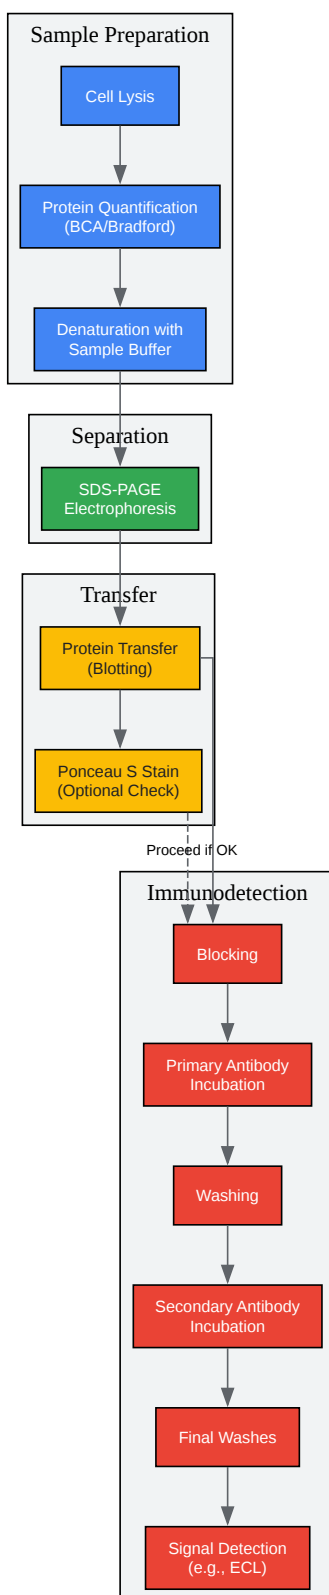 Sample Preparation
Cell Lysis
Protein Quantification
(BCA/Bradford)
Denaturation with
Sample Buffer
Separation
SDS-PAGE
Electrophoresis
Transfer
Protein Transfer
(Blotting)
Ponceau S Stain
(Optional Check)
Proceed if OK
Immunodetection
Blocking
Primary Antibody
Incubation
Washing
Secondary Antibody
Incubation
Final Washes
Signal Detection
(e.g., ECL)